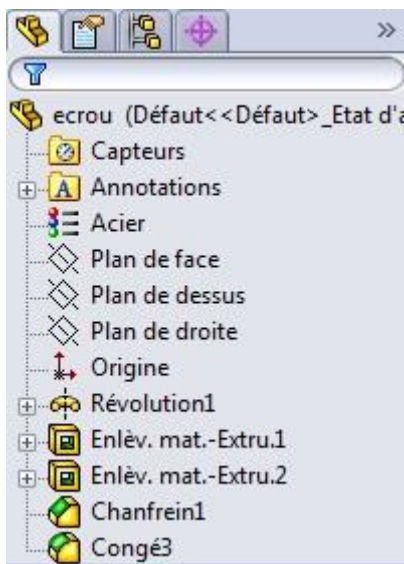 ecrou (Défaut<<Défaut>_Etat d'a
Capteurs
Annotations
Acier
Plan de face
Plan de dessus
Plan de droite
Origine
Révolution1
Enlèv. mat.-Extru.1
Enlèv. mat.-Extru.2
Chanfrein1
Congé3